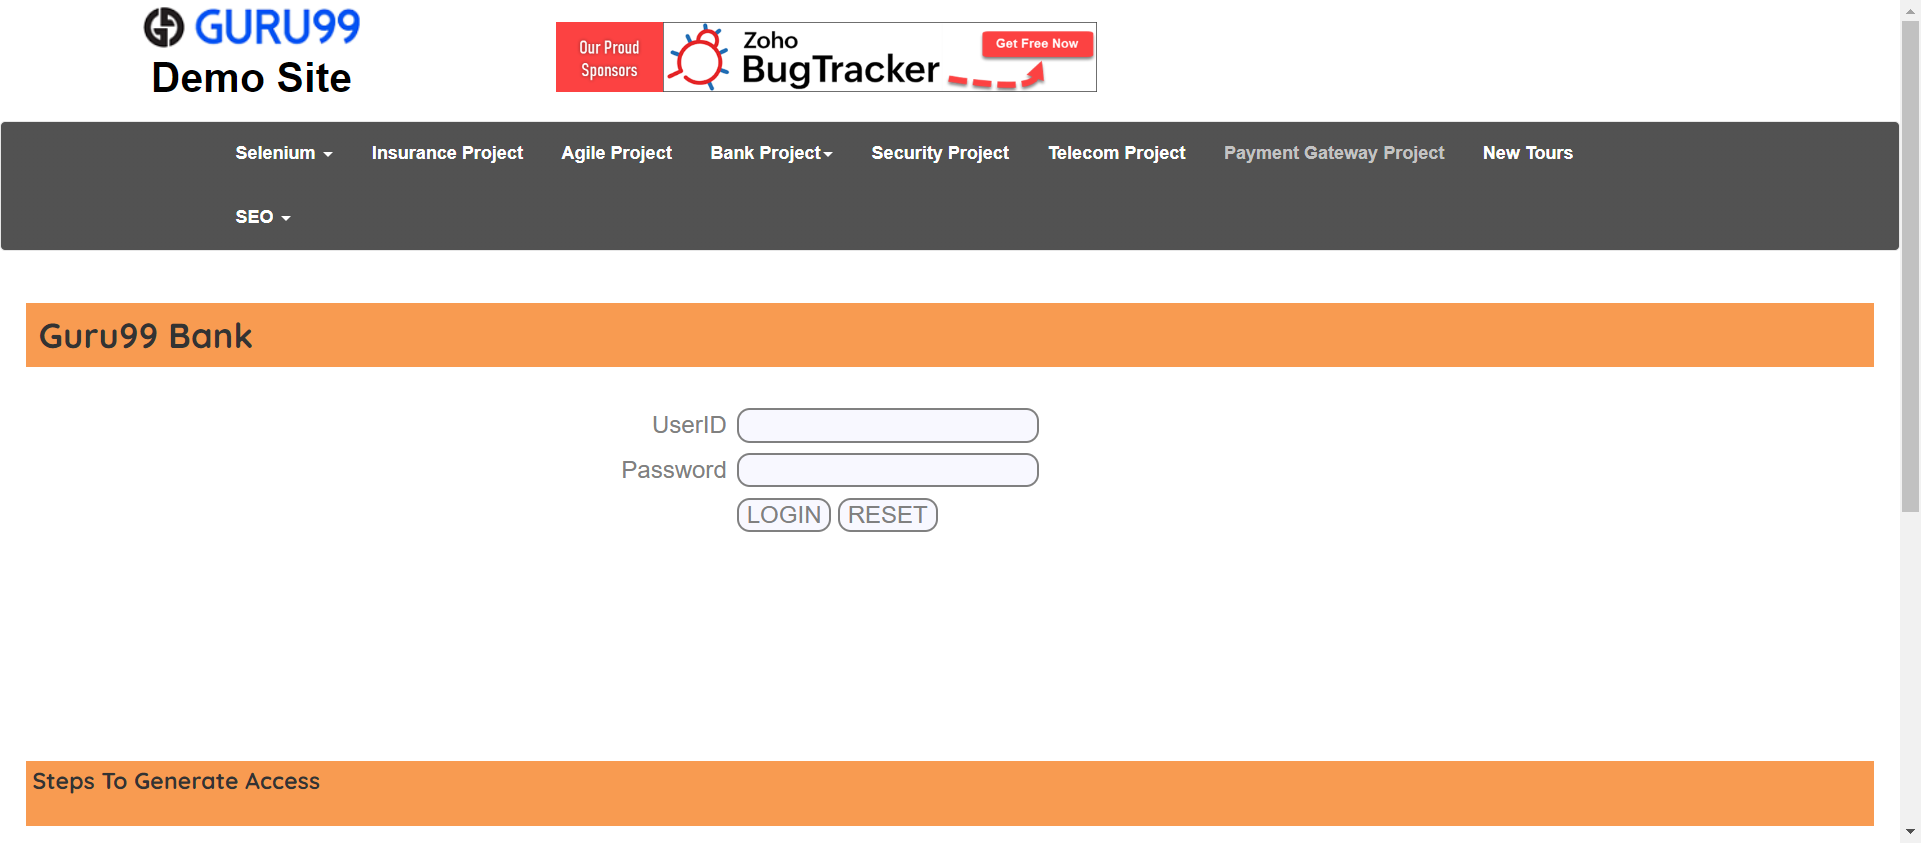 GURU99
Demo Site
Our Proud
Sponsors
Zoho
BugTracker
Get Free Now
Selenium Insurance Project Agile Project Bank Project Security Project Telecom Project Payment Gateway Project New Tours
SEO
Guru99 Bank
UserID
Password
LOGIN RESET
Steps To Generate Access